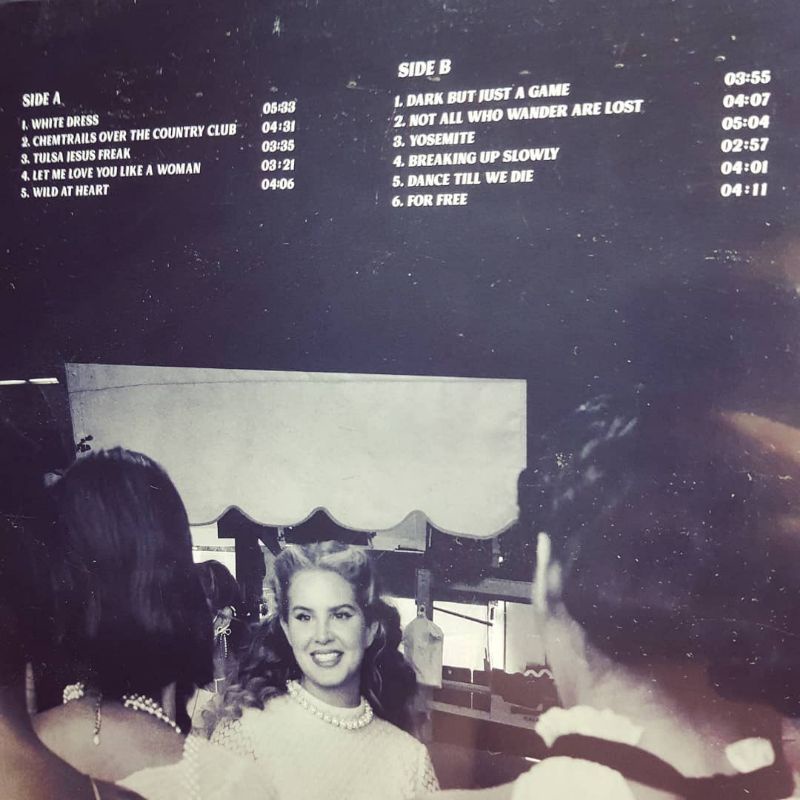 SIDE A
1. WHITE DRESS 05:33
2. CHEMTRAILS OVER THE COUNTRY CLUB 04:31
3. TULSA JESUS FREAK 03:35
4. LET ME LOVE YOU LIKE A WOMAN 03:21
5. WILD AT HEART 04:06
SIDE B
1. DARK BUT JUST A GAME 03:55
2. NOT ALL WHO WANDER ARE LOST 04:07
3. YOSEMITE 05:04
4. BREAKING UP SLOWLY 02:57
5. DANCE TILL WE DIE 04:01
6. FOR FREE 04:11